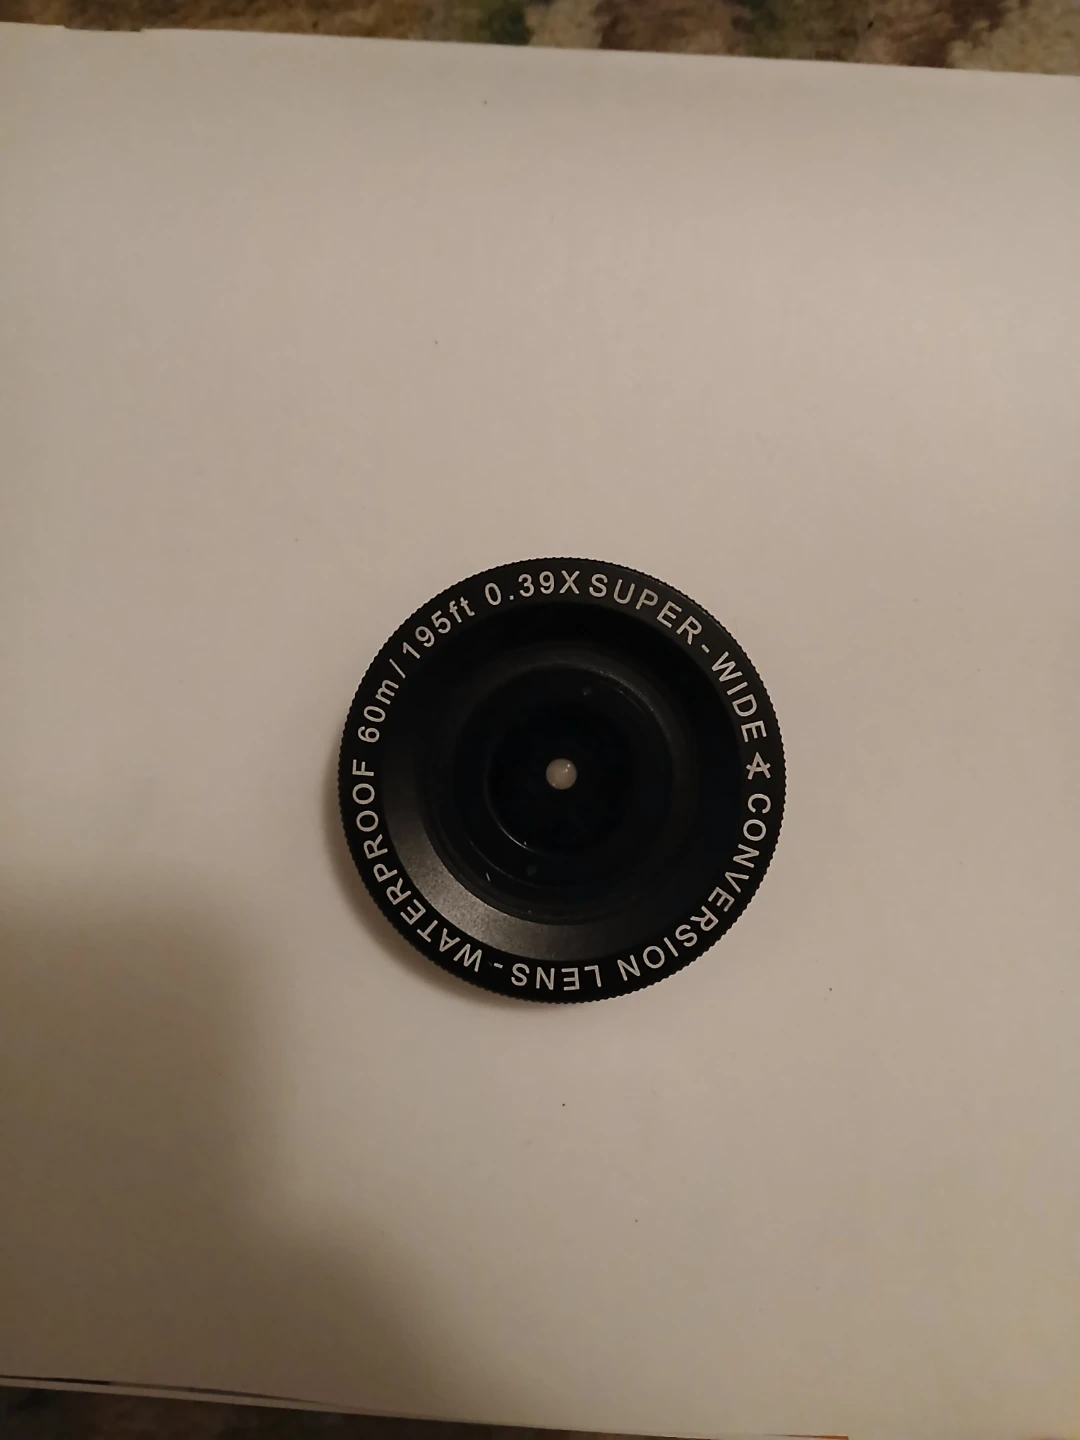 0.39X SUPER-WIDE ∢ CONVERSION LENS-WATERPROOF 60m/195ft